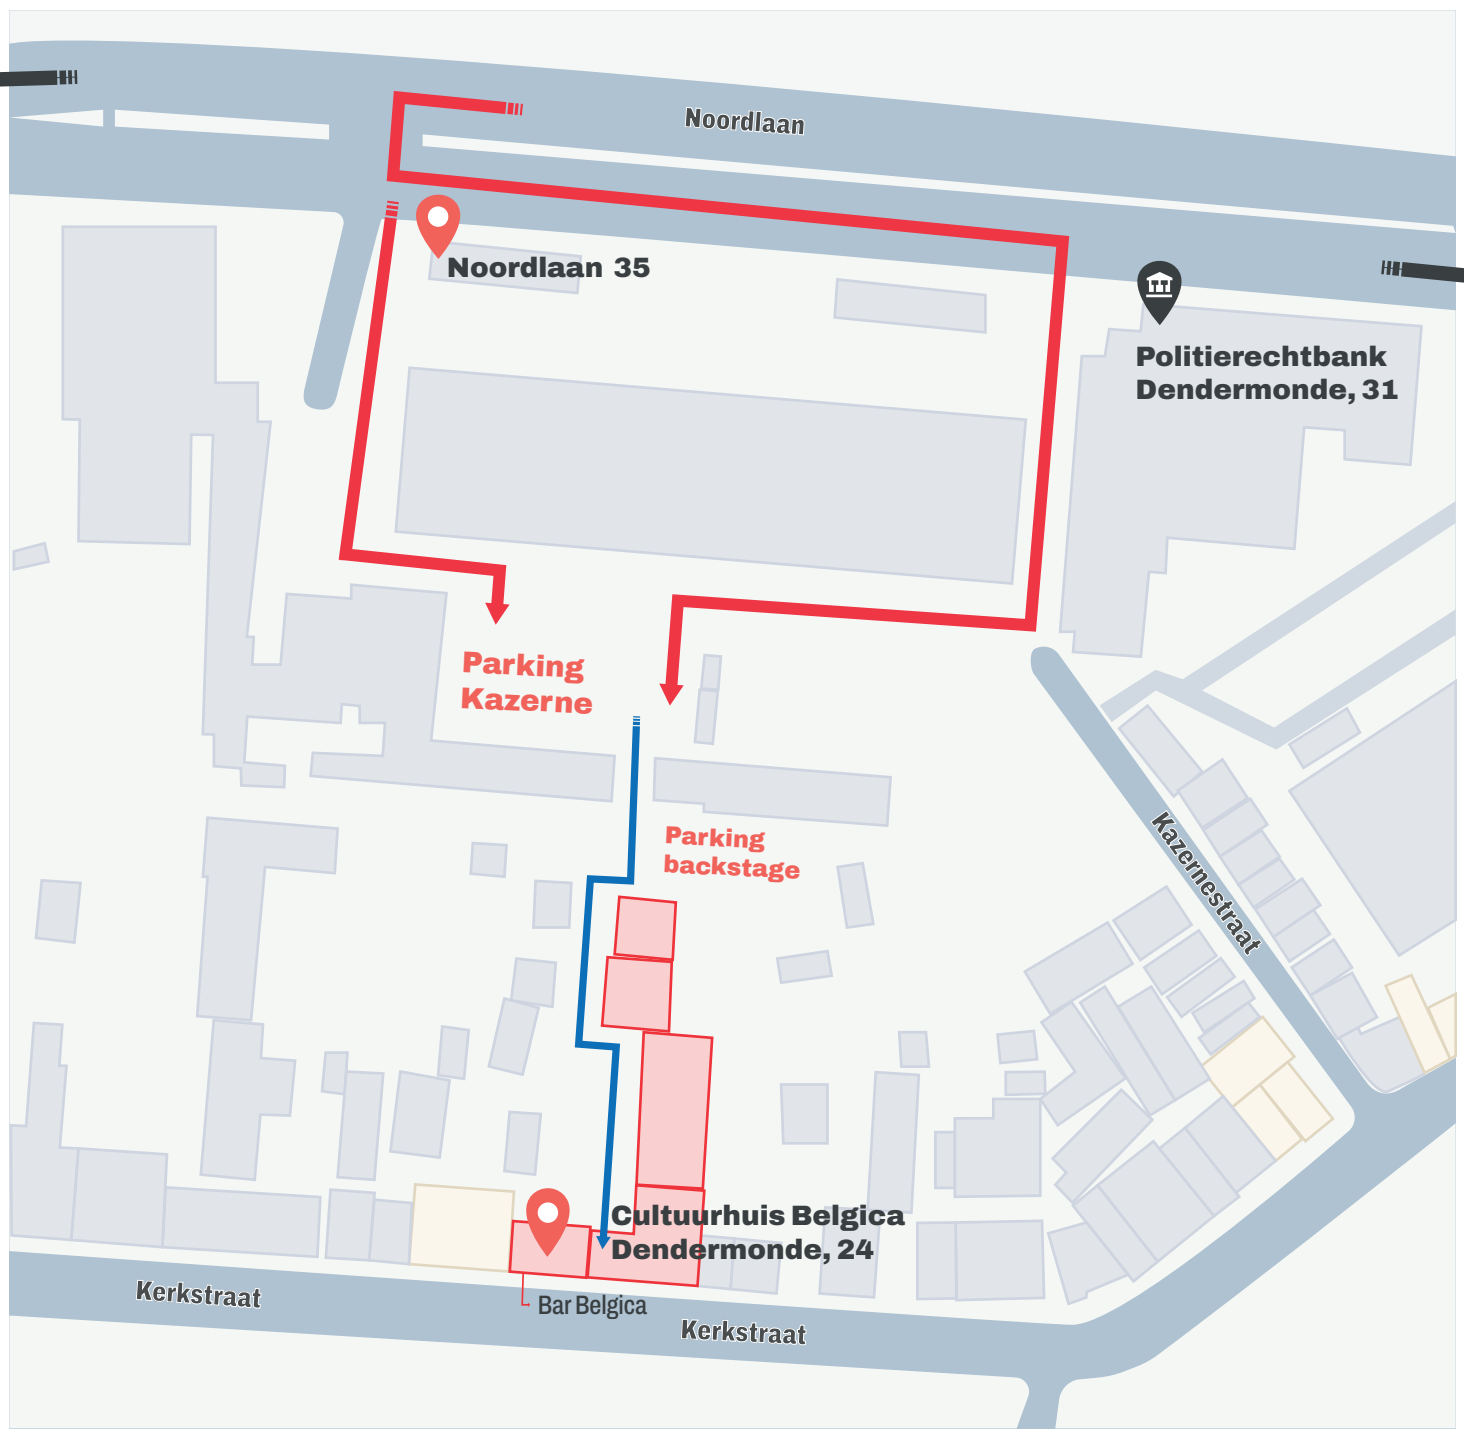 Noordlaan
Noordlaan 35
Politierechtbank
Dendermonde, 31
Parking
Kazerne
Parking
backstage
Kazernestraat
Cultuurhuis Belgica
Dendermonde, 24
Kerkstraat
Bar Belgica
Kerkstraat